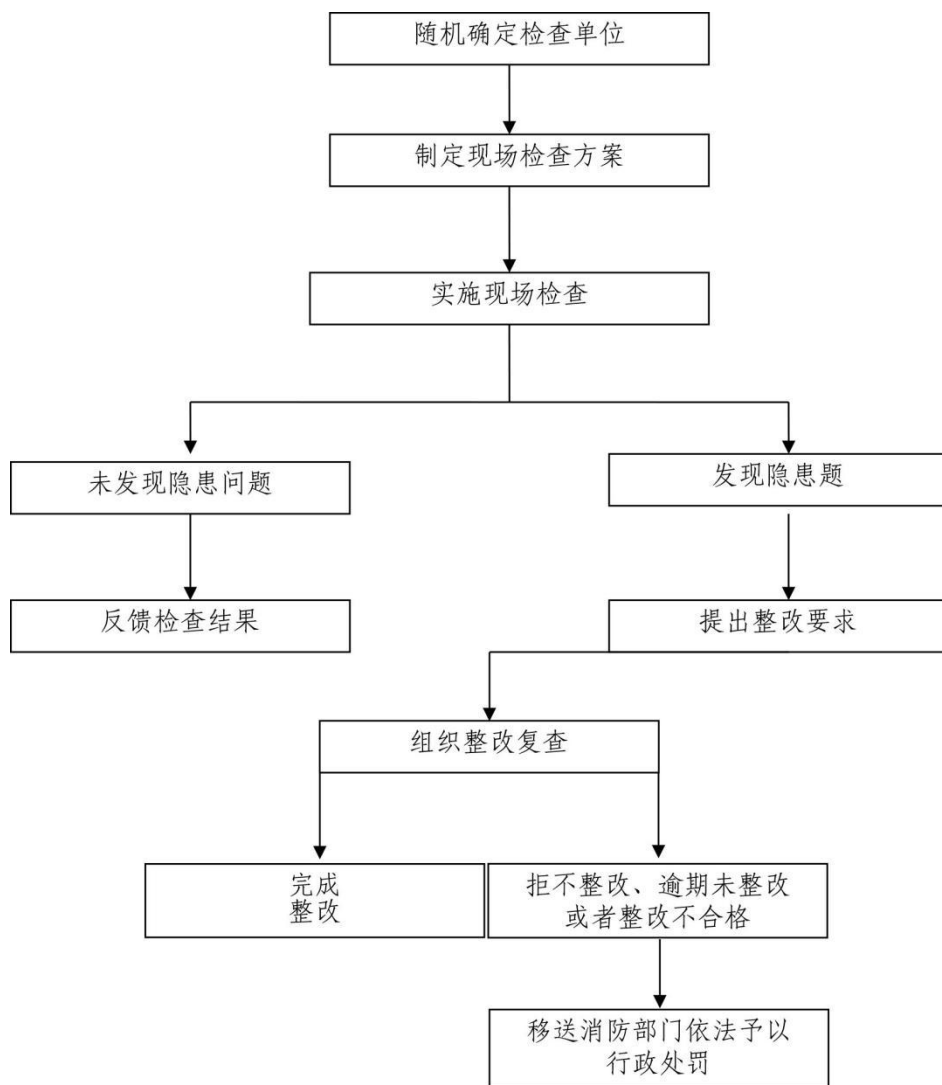 随机确定检查单位
制定现场检查方案
实施现场检查
未发现隐患问题
发现隐患题
反馈检查结果
提出整改要求
组织整改复查
完成
整改
拒不整改、逾期未整改
或者整改不合格
移送消防部门依法予以
行政处罚